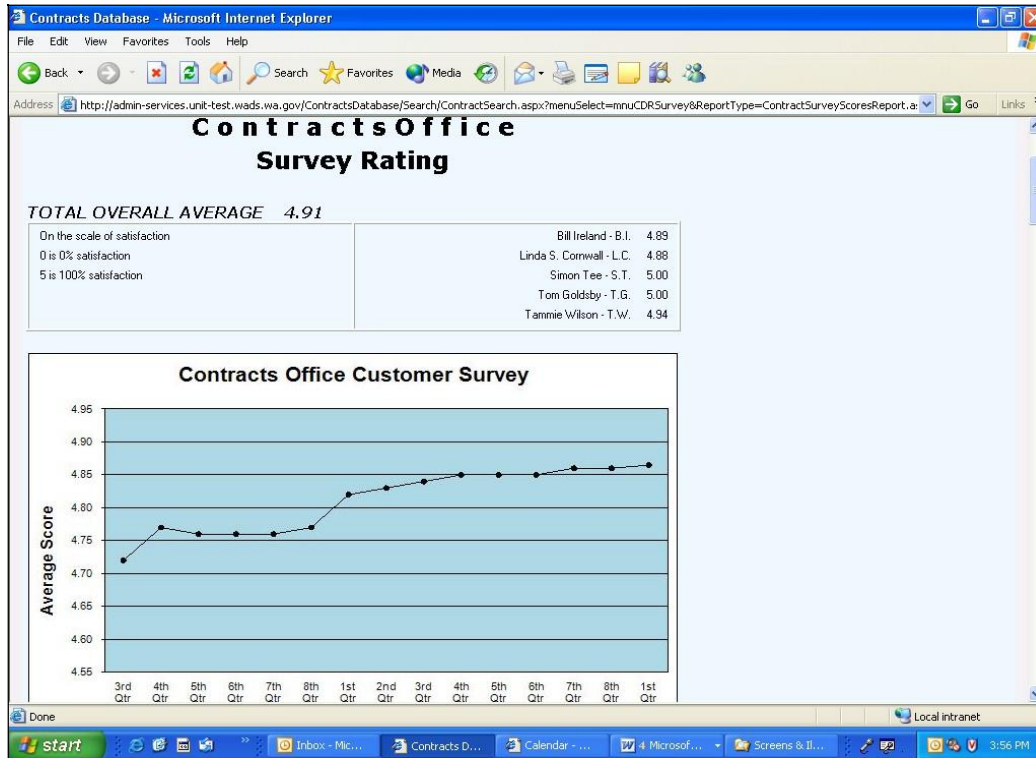 Contracts Database - Microsoft Internet Explorer
File Edit View Favorites Tools Help
Back Search Favorites Media
Address http://admin-services.unit-test.wads.wa.gov/ContractsDatabase/Search/ContractSearch.aspx?menuSelect=mnuCDRSurvey&ReportType=ContractSurveyScoresReport.a: Go Links
ContractsOffice
Survey Rating
TOTAL OVERALL AVERAGE 4.91
On the scale of satisfaction
0 is 0% satisfaction
5 is 100% satisfaction
Bill Ireland - B.I. 4.89
Linda S. Cornwall - L.C. 4.88
Simon Tee - S.T. 5.00
Tom Goldsby - T.G. 5.00
Tammie Wilson - T.W. 4.94
Contracts Office Customer Survey
Average Score
4.95
4.90
4.85
4.80
4.75
4.70
4.65
4.60
4.55
3rd Qtr 4th Qtr 5th Qtr 6th Qtr 7th Qtr 8th Qtr 1st Qtr 2nd Qtr 3rd Qtr 4th Qtr 5th Qtr 6th Qtr 7th Qtr 8th Qtr 1st Qtr
Done Local intranet
start Inbox - Mic... Contracts D... Calendar - ... 4 Microsof... Screens & Il... 3:56 PM